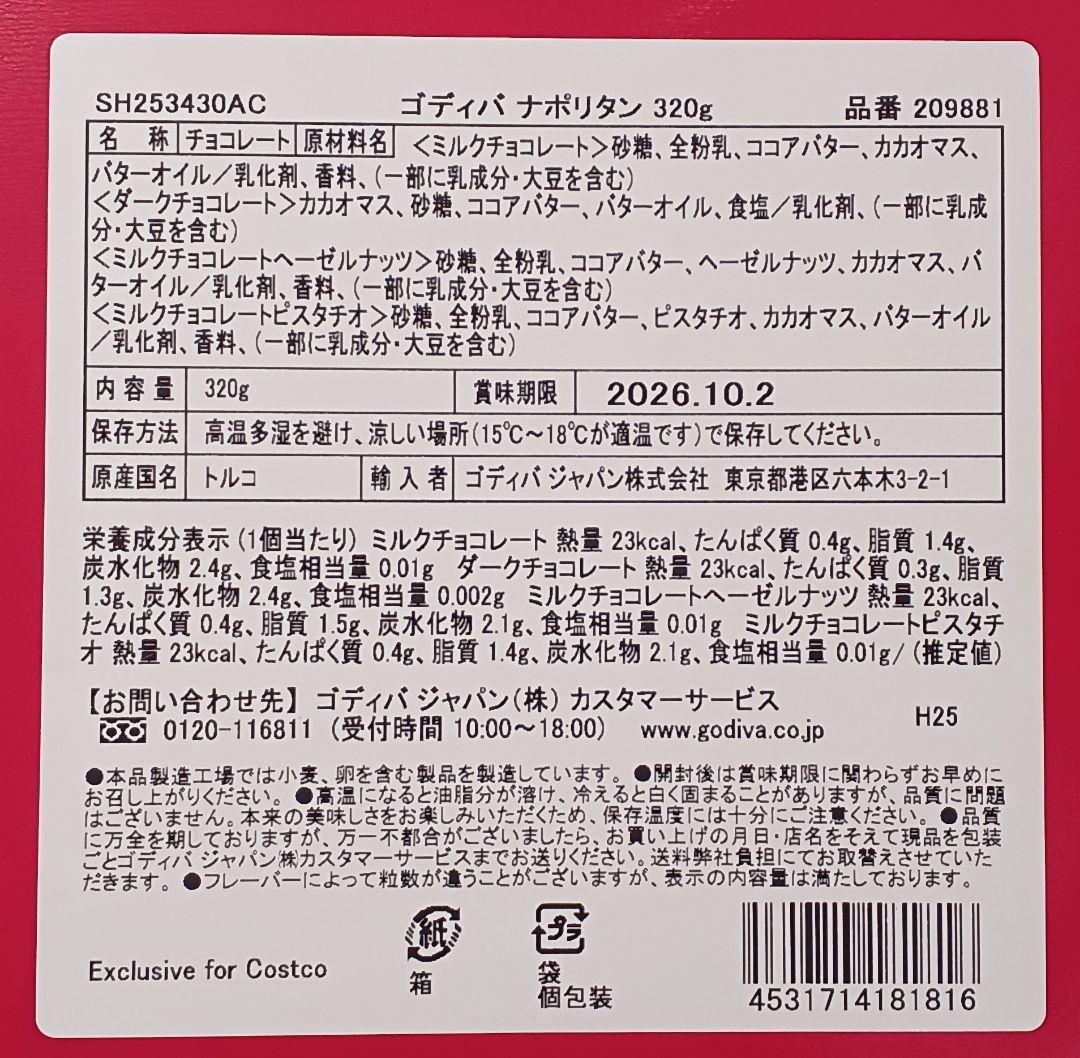 SH253430AC ゴディバ ナポリタン 320g 品番 209881
名 称 チョコレート 原材料名 <ミルクチョコレート>砂糖、全粉乳、ココアバター、カカオマス、
バターオイル/乳化剤、香料、(一部に乳成分・大豆を含む)
<ダークチョコレート>カカオマス、砂糖、ココアバター、バターオイル、食塩/乳化剤、(一部に乳成
分・大豆を含む)
<ミルクチョコレートヘーゼルナッツ>砂糖、全粉乳、ココアバター、ヘーゼルナッツ、カカオマス、バ
ターオイル/乳化剤、香料、(一部に乳成分・大豆を含む)
<ミルクチョコレートピスタチオ>砂糖、全粉乳、ココアバター、ピスタチオ、カカオマス、バターオイル
/乳化剤、香料、(一部に乳成分・大豆を含む)
内容量 320g 賞味期限 2026.10.2
保存方法 高温多湿を避け、涼しい場所(15℃~18℃が適温です)で保存してください。
原産国名 トルコ 輸入者 ゴディバ ジャパン株式会社 東京都港区六本木3-2-1
栄養成分表示(1個当たり) ミルクチョコレート 熱量 23kcal、たんぱく質 0.4g、脂質 1.4g、
炭水化物 2.4g、食塩相当量 0.01g ダークチョコレート 熱量 23kcal、たんぱく質 0.3g、脂質
1.3g、炭水化物 2.4g、食塩相当量 0.002g ミルクチョコレートヘーゼルナッツ 熱量 23kcal、
たんぱく質 0.4g、脂質 1.5g、炭水化物 2.1g、食塩相当量 0.01g ミルクチョコレートピスタチ
オ 熱量 23kcal、たんぱく質 0.4g、脂質 1.4g、炭水化物 2.1g、食塩相当量 0.01g/(推定値)
【お問い合わせ先】ゴディバ ジャパン(株) カスタマーサービス
0120-116811 (受付時間 10:00~18:00) www.godiva.co.jp H25
●本品製造工場では小麦、卵を含む製品を製造しています。●開封後は賞味期限に関わらずお早めに
お召し上がりください。●高温になると油脂分が溶け、冷えると白く固まることがありますが、品質に問題
はございません。本来の美味しさをお楽しみいただくため、保存温度には十分にご注意ください。●品質
に万全を期しておりますが、万一不都合がございましたら、お買い上げの月日・店名をそえて現品を包装
ごとゴディバ ジャパン㈱カスタマーサービスまでお送りください。送料弊社負担にてお取替えさせていた
だきます。●フレーバーによって粒数が違うことがございますが、表示の内容量は満たしております。
紙 プラ
Exclusive for Costco 箱 袋
個包装 4531714181816